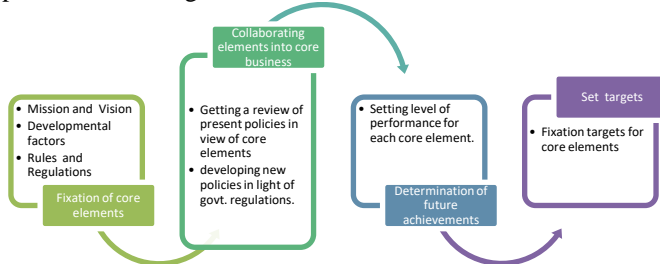 • Mission and Vision
• Developmental
factors
• Rules and
Regulations
Fixation of core
elements
Collaborating
elements into core
business
• Getting a review of
present policies in
view of core
elements
• developing new
policies in light of
govt. regulations.
• Setting level of
performance for
each core element.
Determination of
future
achievements
Set targets
• Fixation targets for
core elements